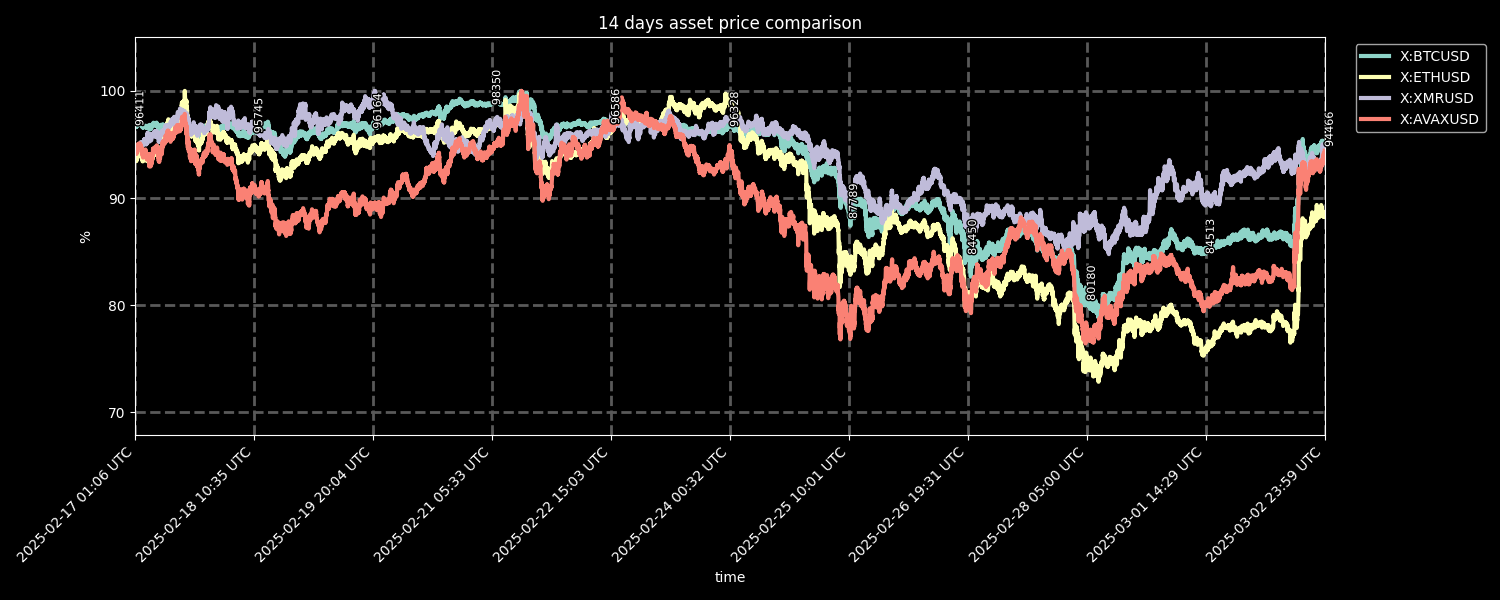 14 days asset price comparison
X:BTCUSD
X:ETHUSD
X:XMRUSD
X:AVAXUSD
100
90
80
70
%
96411
95745
96164
98350
96586
96328
87789
84450
80180
84513
94466
2025-02-17 01:06 UTC
2025-02-18 10:35 UTC
2025-02-19 20:04 UTC
2025-02-21 05:33 UTC
2025-02-22 15:03 UTC
2025-02-24 00:32 UTC
2025-02-25 10:01 UTC
2025-02-26 19:31 UTC
2025-02-28 05:00 UTC
2025-03-01 14:29 UTC
2025-03-02 23:59 UTC
time